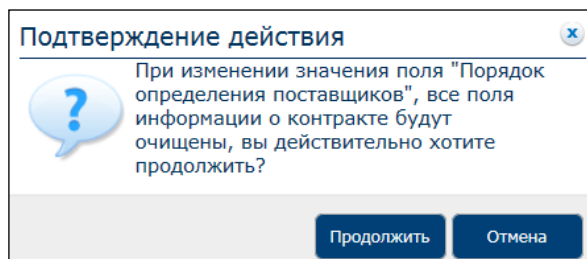 Подтверждение действия
При изменении значения поля "Порядок
определения поставщиков", все поля
информации о контракте будут
очищены, вы действительно хотите
продолжить?
Продолжить Отмена